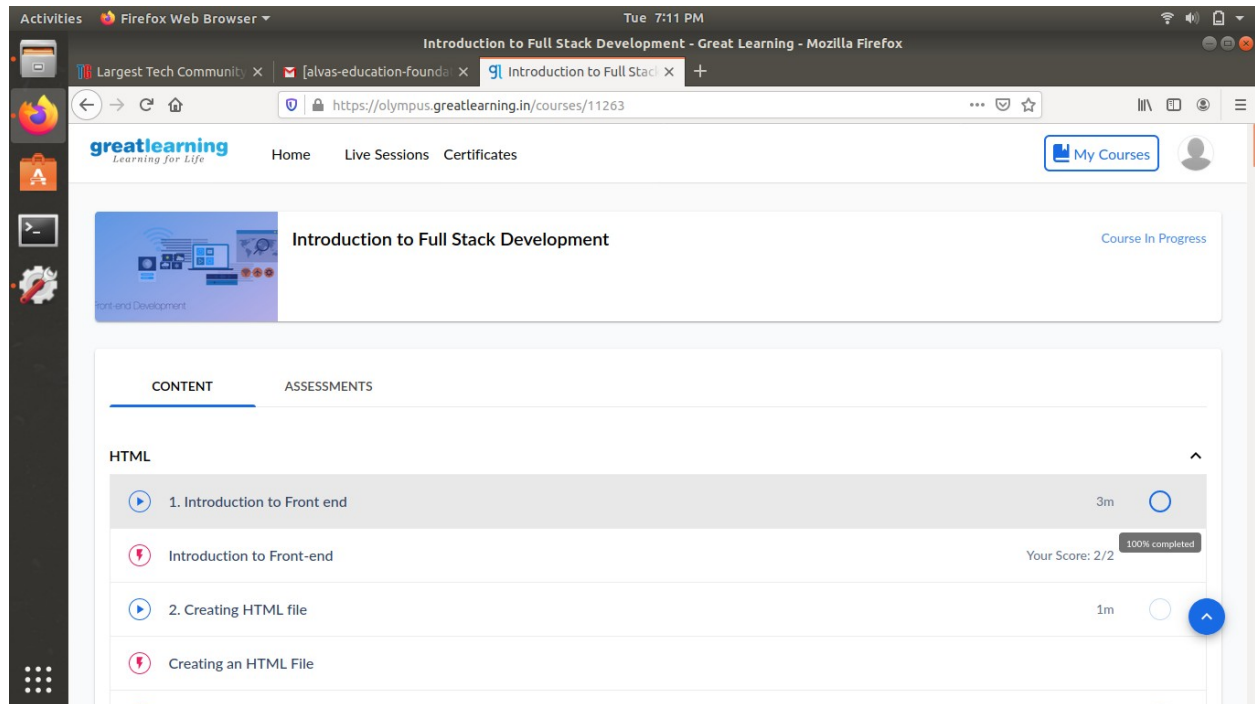 Activities Firefox Web Browser Tue 7:11 PM
Introduction to Full Stack Development - Great Learning - Mozilla Firefox
Largest Tech Community [alvas-education-founda Introduction to Full Stac
https://olympus.greatlearning.in/courses/11263
greatlearning
Learning for Life
Home Live Sessions Certificates My Courses
Introduction to Full Stack Development Course In Progress
Front-end Development
CONTENT ASSESSMENTS
HTML
1. Introduction to Front end 3m
100% completed
Introduction to Front-end Your Score: 2/2
2. Creating HTML file 1m
Creating an HTML File